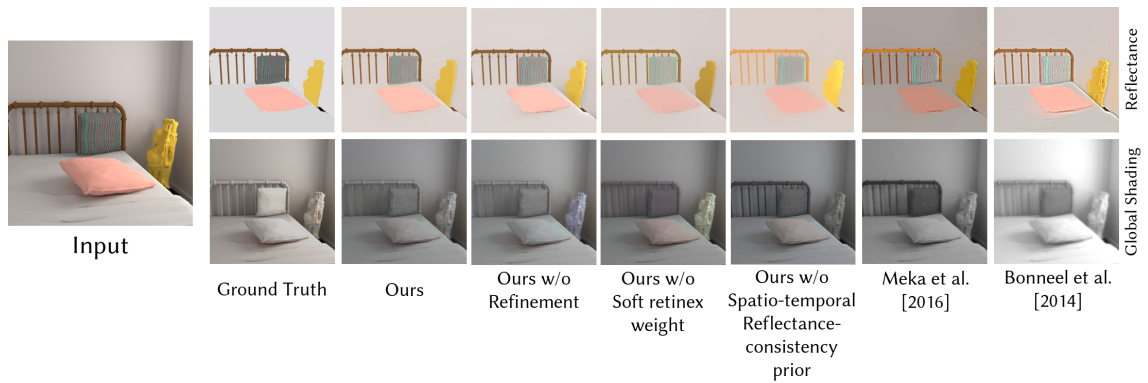 Reflectance
Global Shading
Input
Ground Truth
Ours
Ours w/o
Refinement
Ours w/o
Soft retinex
weight
Ours w/o
Spatio-temporal
Reflectance-
consistency
prior
Meka et al.
[2016]
Bonneel et al.
[2014]